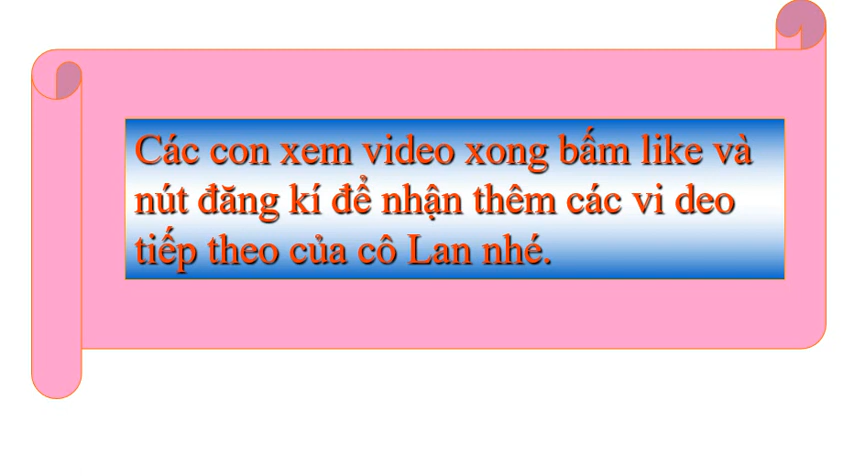 Các con xem video xong bấm like và
nút đăng kí để nhận thêm các vi deo
tiếp theo của cô Lan nhé.